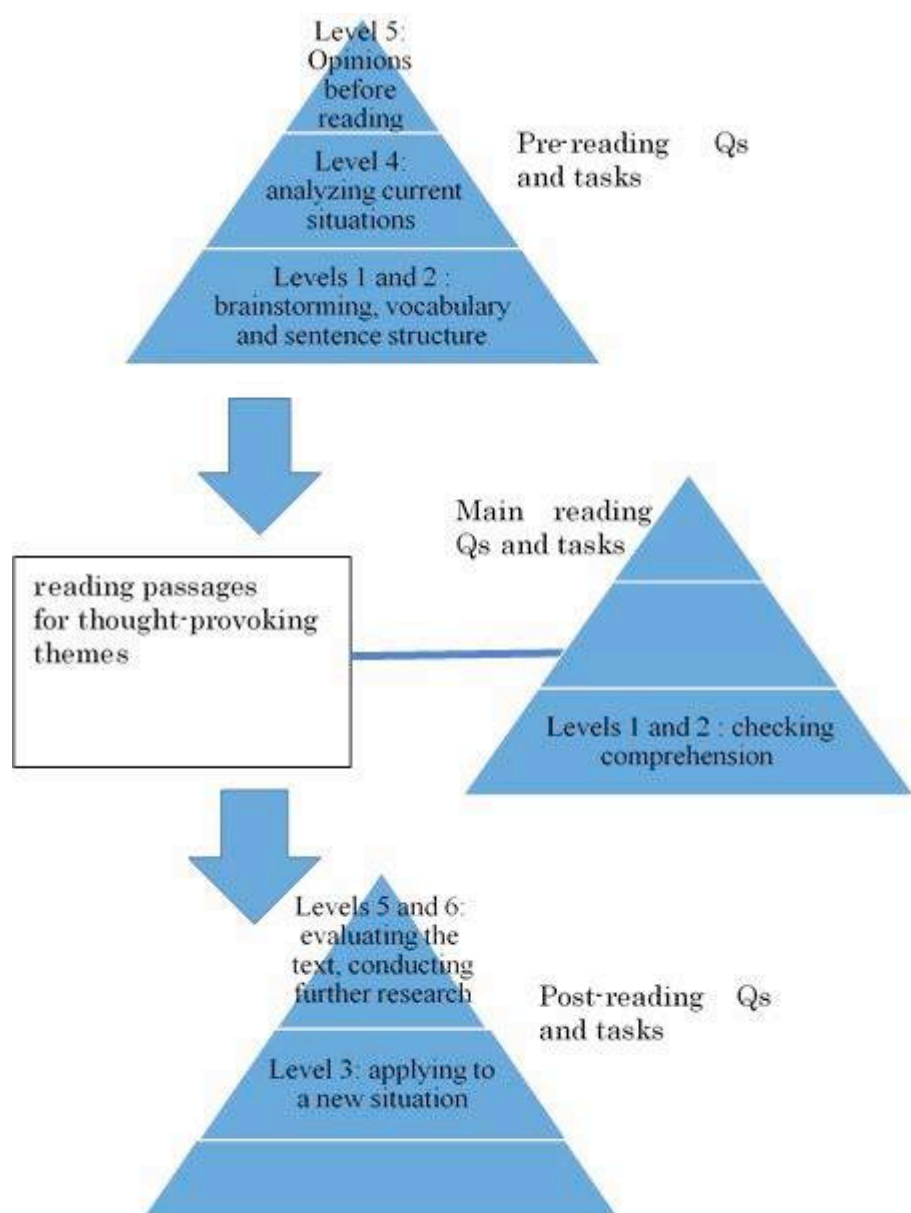 Level 5:
Opinions
before
reading
Level 4:
analyzing current
situations
Levels 1 and 2 :
brainstorming, vocabulary
and sentence structure
Pre-reading Qs
and tasks
Main reading
Qs and tasks
reading passages
for thought-provoking
themes
Levels 1 and 2 : checking
comprehension
Levels 5 and 6:
evaluating the
text, conducting
further research
Level 3: applying to
a new situation
Post-reading Qs
and tasks